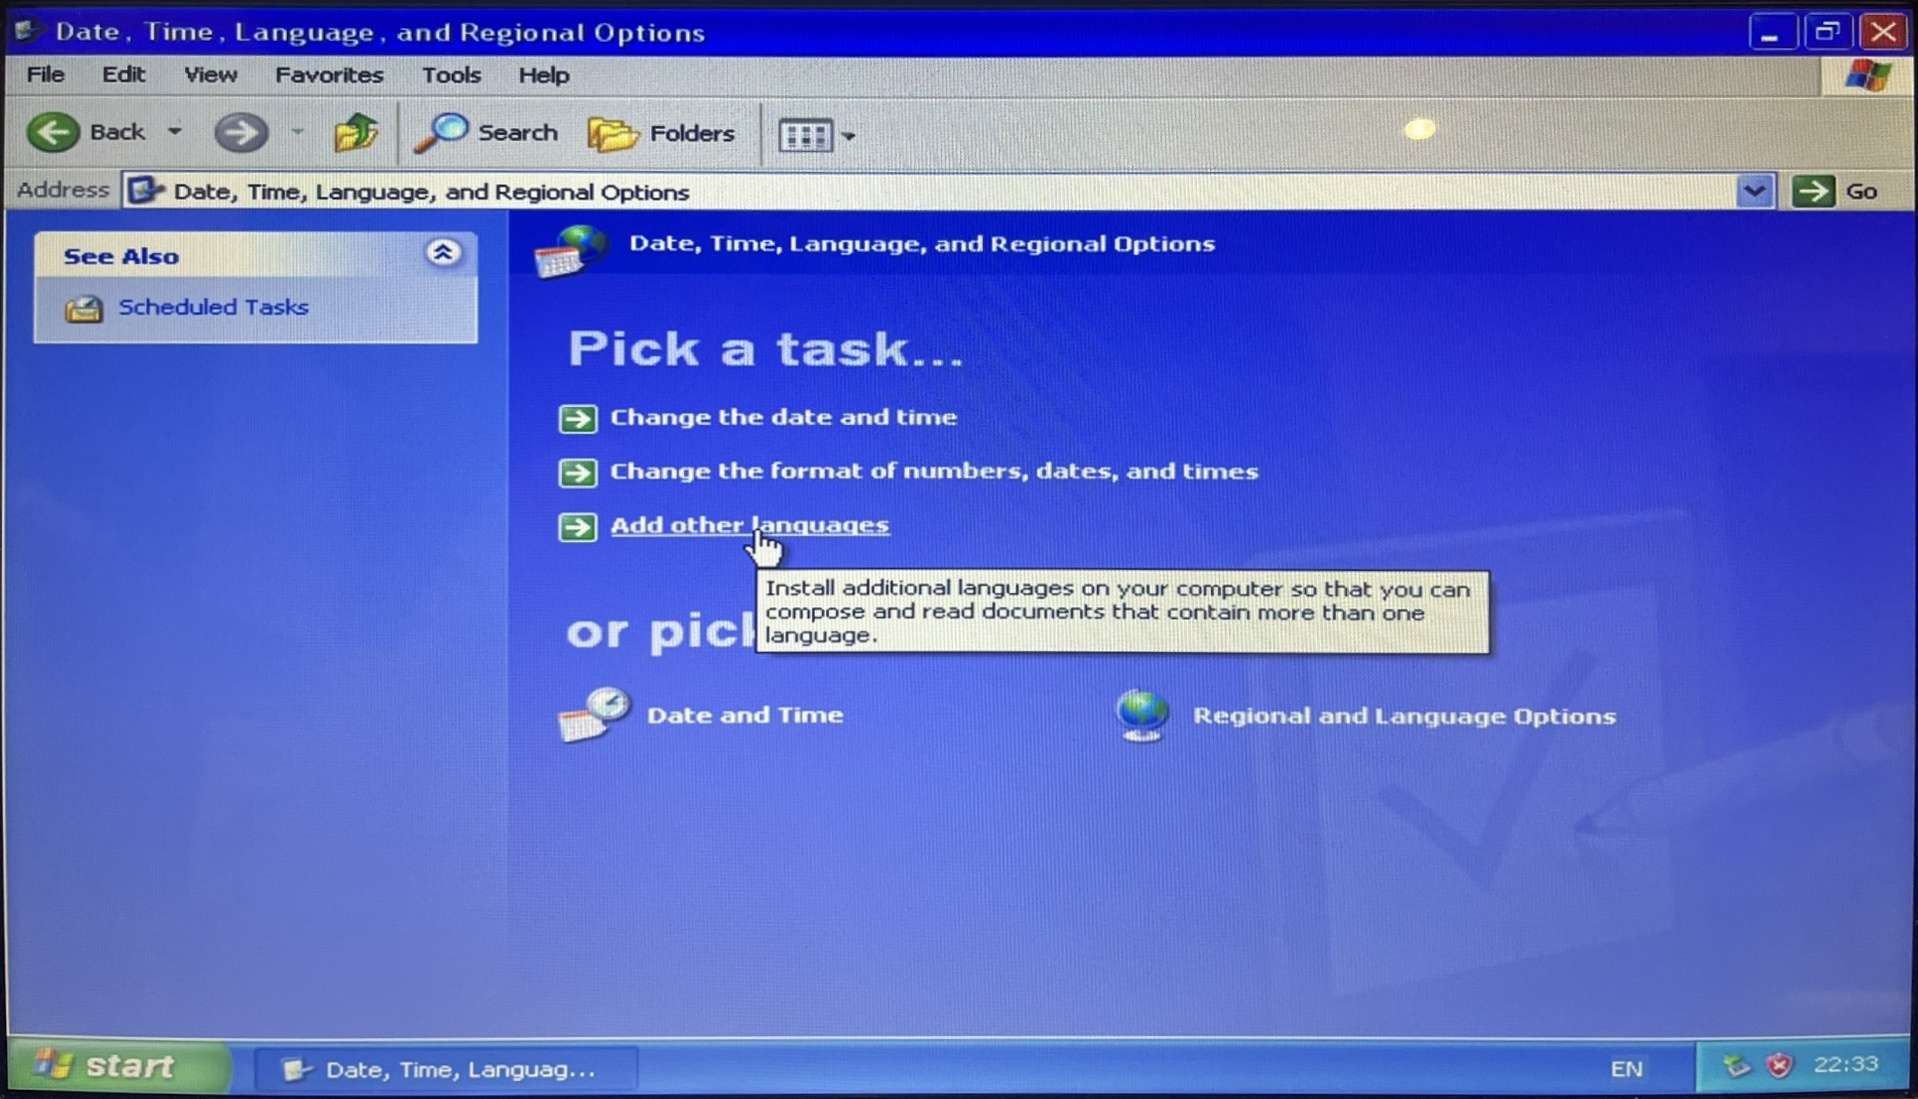 Date, Time, Language, and Regional Options
File Edit View Favorites Tools Help
Back Search Folders
Address Date, Time, Language, and Regional Options Go
See Also
Scheduled Tasks
Date, Time, Language, and Regional Options
Pick a task...
Change the date and time
Change the format of numbers, dates, and times
Add other languages
Install additional languages on your computer so that you can
compose and read documents that contain more than one
language.
or pick
Date and Time Regional and Language Options
start Date, Time, Languag... EN 22:33